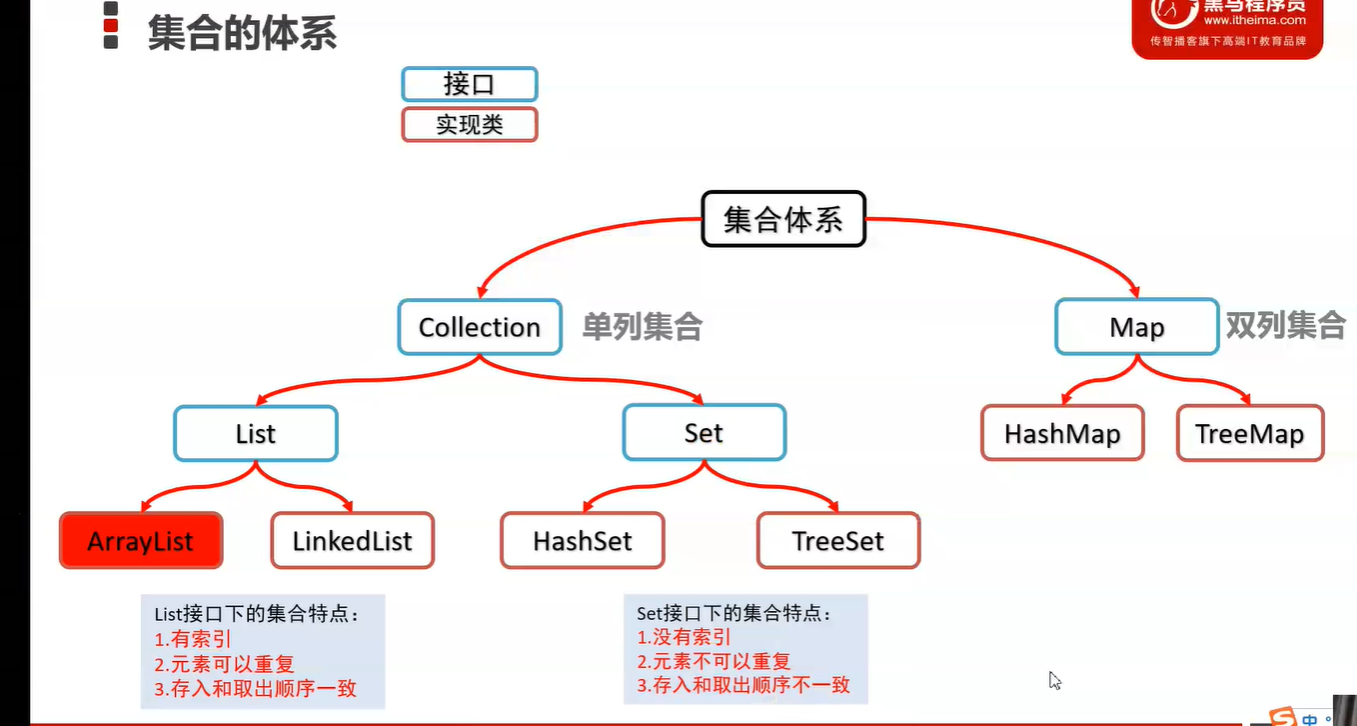 集合的体系
黑马程序员
www.itheima.com
传智播客旗下高端IT教育品牌
接口
实现类
集合体系
Collection
单列集合
Map
双列集合
List
Set
HashMap
TreeMap
ArrayList
LinkedList
HashSet
TreeSet
List接口下的集合特点：
1.有索引
2.元素可以重复
3.存入和取出顺序一致
Set接口下的集合特点：
1.没有索引
2.元素不可以重复
3.存入和取出顺序不一致
中